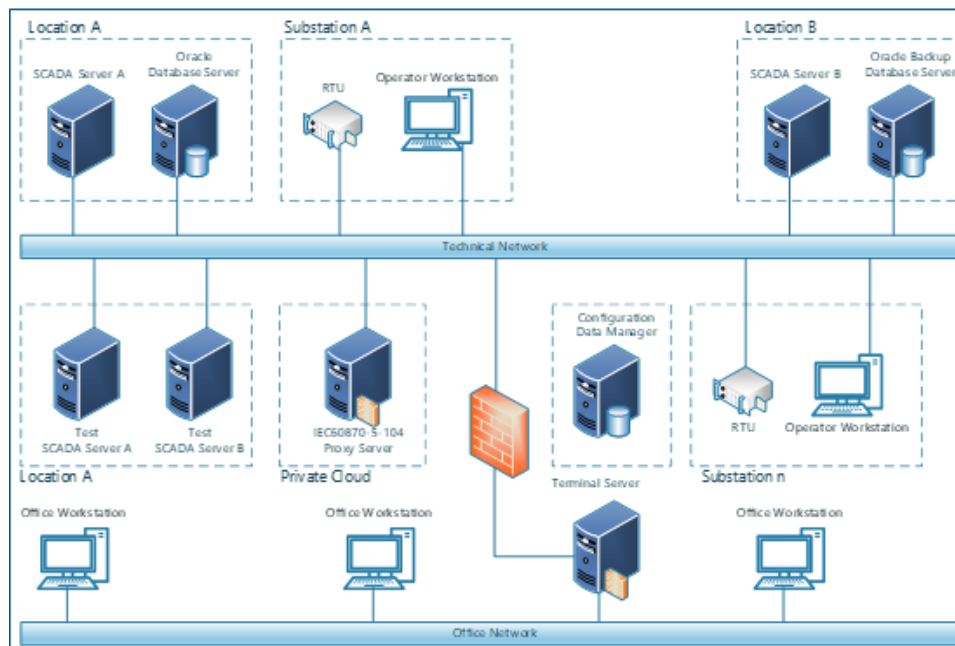 Location A
Substation A
Location B
SCADA Server A
Oracle
Database Server
RTU
Operator Workstation
SCADA Server B
Oracle Backup
Database Server
Technical Network
Configuration
Data Manager
Test
SCADA Server A
Test
SCADA Server B
IEC60870-5-104
Proxy Server
RTU
Operator Workstation
Location A
Private Cloud
Terminal Server
Substation n
Office Workstation
Office Workstation
Office Workstation
Office Network